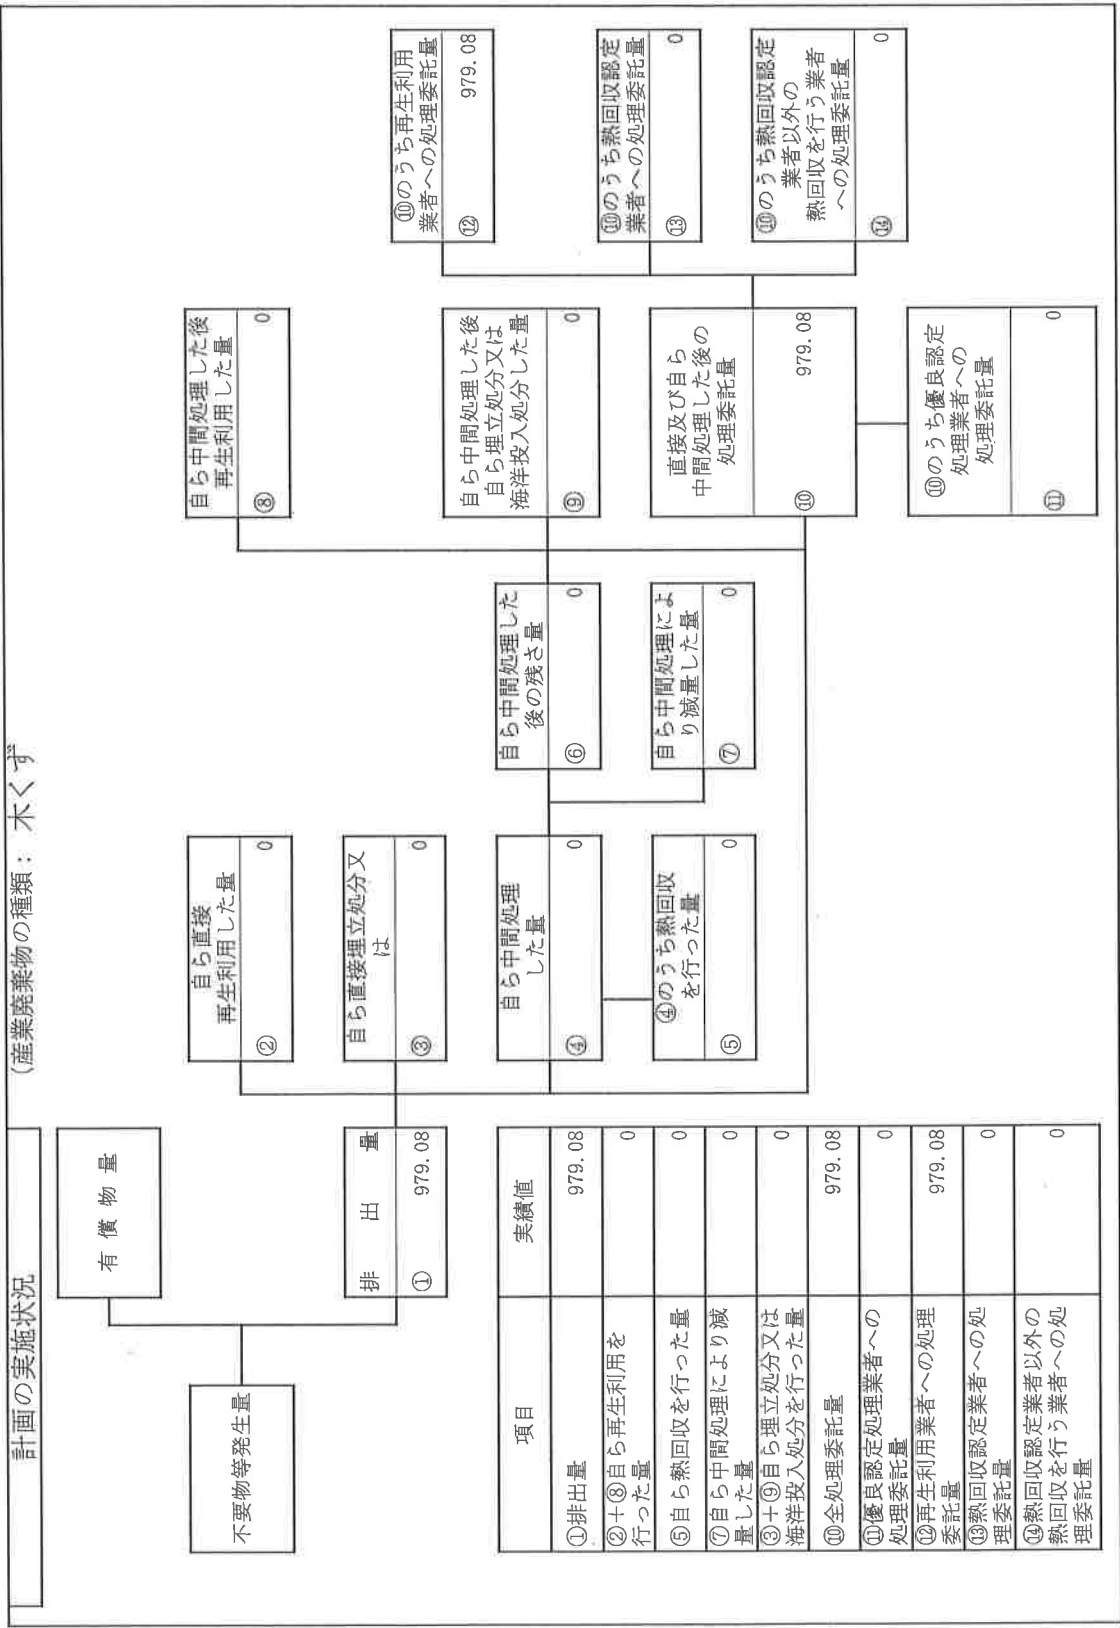 計画の実施状況
(産業廃棄物の種類： 木くず
不要物等発生量
有償物量
排出量
① 979.08
自ら直接
再生利用した量
② 0
自ら直接埋立処分又
は
③ 0
自ら中間処理
した量
④ 0
④のうち熱回収
を行った量
⑤ 0
自ら中間処理した
後の残さ量
⑥ 0
自ら中間処理によ
り減量した量
⑦ 0
自ら中間処理した後
再生利用した量
⑧ 0
自ら中間処理した後
自ら埋立処分又は
海洋投入処分した量
⑨ 0
直接及び自ら
中間処理した後の
処理委託量
⑩ 979.08
⑩のうち優良認定
処理業者への
処理委託量
⑪ 0
⑩のうち再生利用
業者への処理委託量
⑫ 979.08
⑩のうち熱回収認定
業者への処理委託量
⑬ 0
⑩のうち熱回収認定
業者以外の
熱回収を行う業者
への処理委託量
⑭ 0
項目 実績値
①排出量 979.08
②+⑧自ら再生利用を
行った量 0
⑤自ら熱回収を行った量 0
⑦自ら中間処理により減
量した量 0
③+⑨自ら埋立処分又は
海洋投入処分を行った量 0
⑩全処理委託量 979.08
⑪優良認定処理業者への
処理委託量 0
⑫再生利用業者への処理
委託量 979.08
⑬熱回収認定業者への処
理委託量 0
⑭熱回収認定業者以外の
熱回収を行う業者への処
理委託量 0